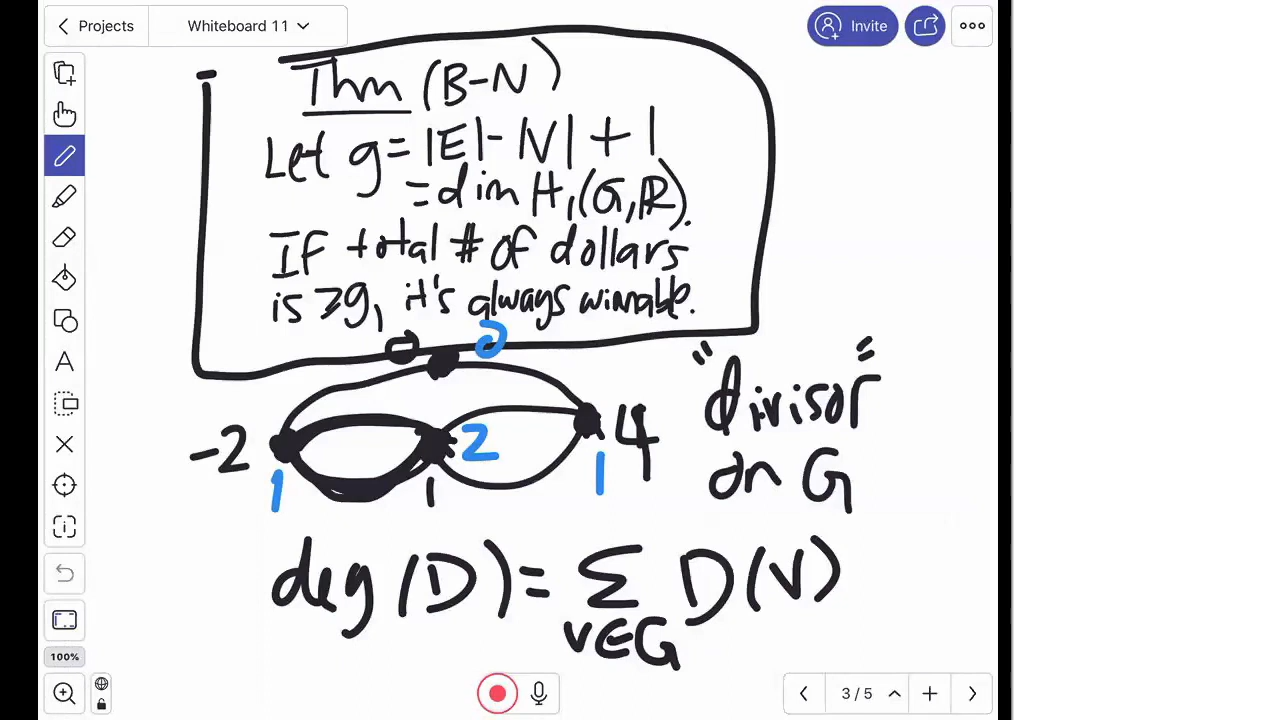 Projects
Whiteboard 11
Invite
Thm (B-N)
Let g = |E| - |V| + 1
= dim H₁(G, ℝ).
If total # of dollars
is ≥g, it's always winnable.
0 0
-2 2 4
1 1 1
"divisor"
on G
deg(D) = Σ D(v)
v∈G
100%
3 / 5